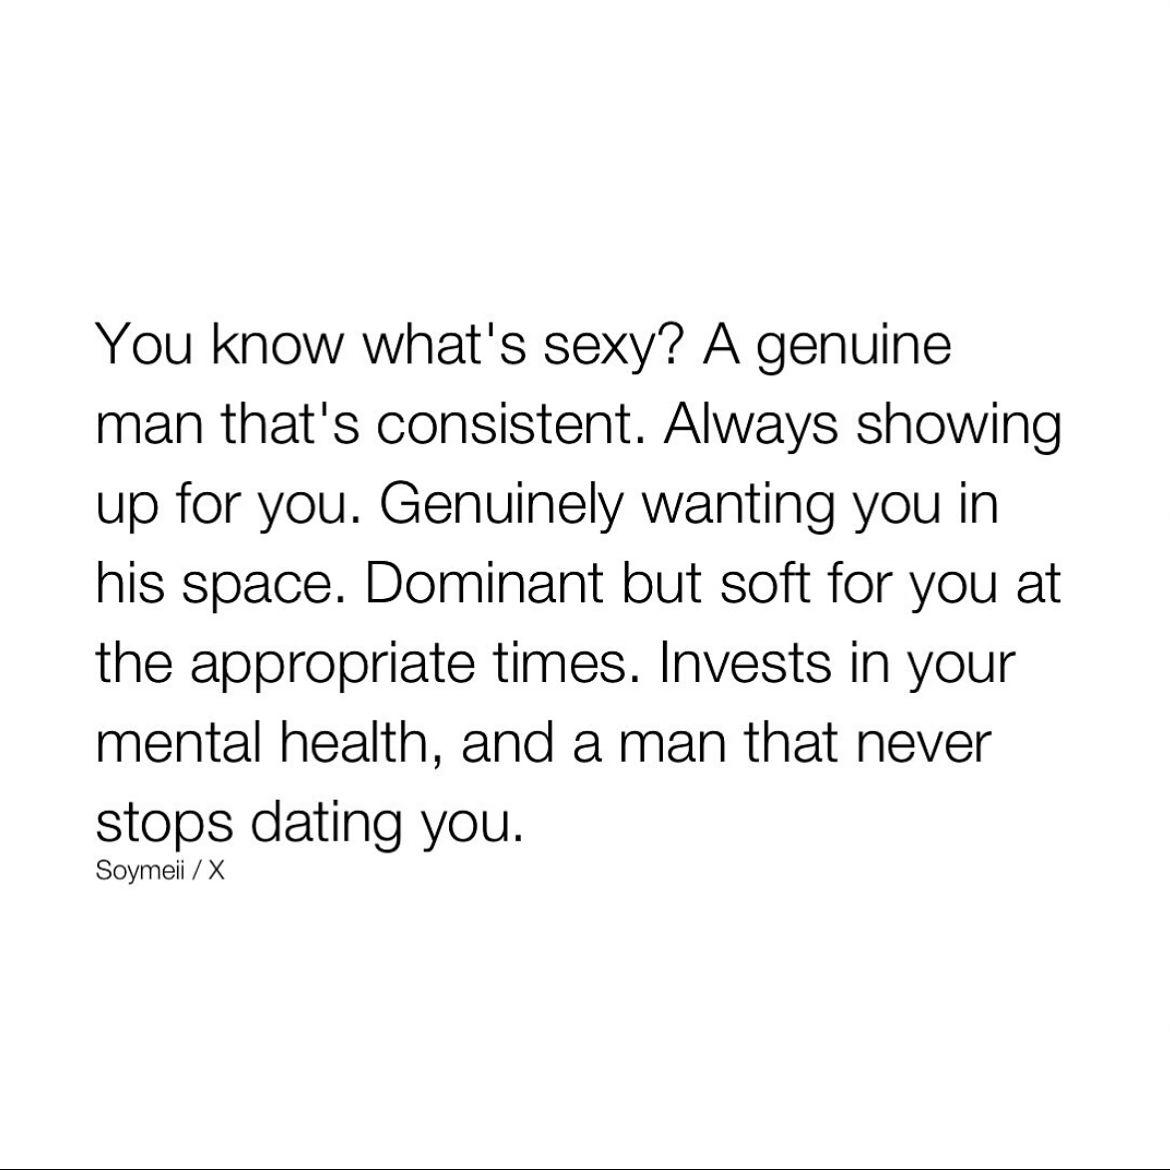 You know what's sexy? A genuine
man that's consistent. Always showing
up for you. Genuinely wanting you in
his space. Dominant but soft for you at
the appropriate times. Invests in your
mental health, and a man that never
stops dating you.
Soymeii / X